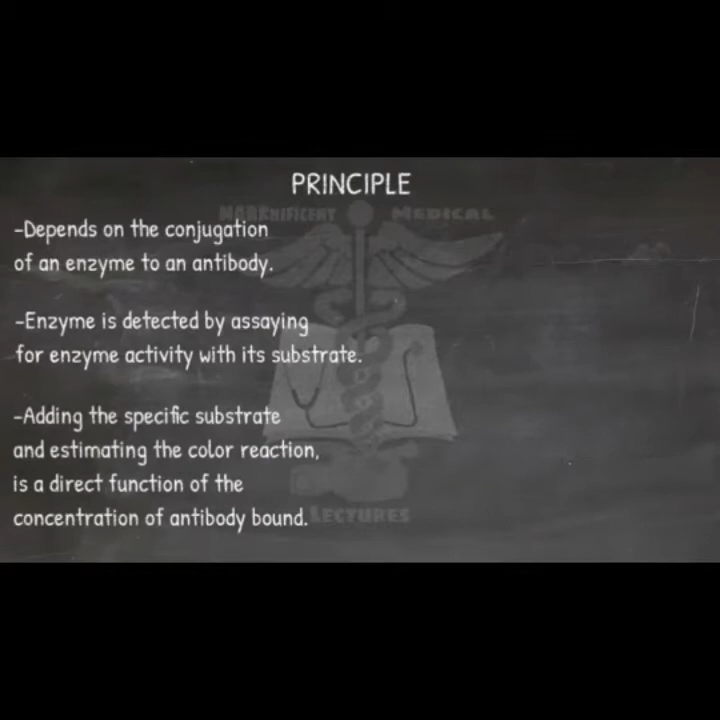 PRINCIPLE
MEDICAL
-Depends on the conjugation
of an enzyme to an antibody.
-Enzyme is detected by assaying
for enzyme activity with its substrate.
-Adding the specific substrate
and estimating the color reaction,
is a direct function of the
concentration of antibody bound.
LECTURES